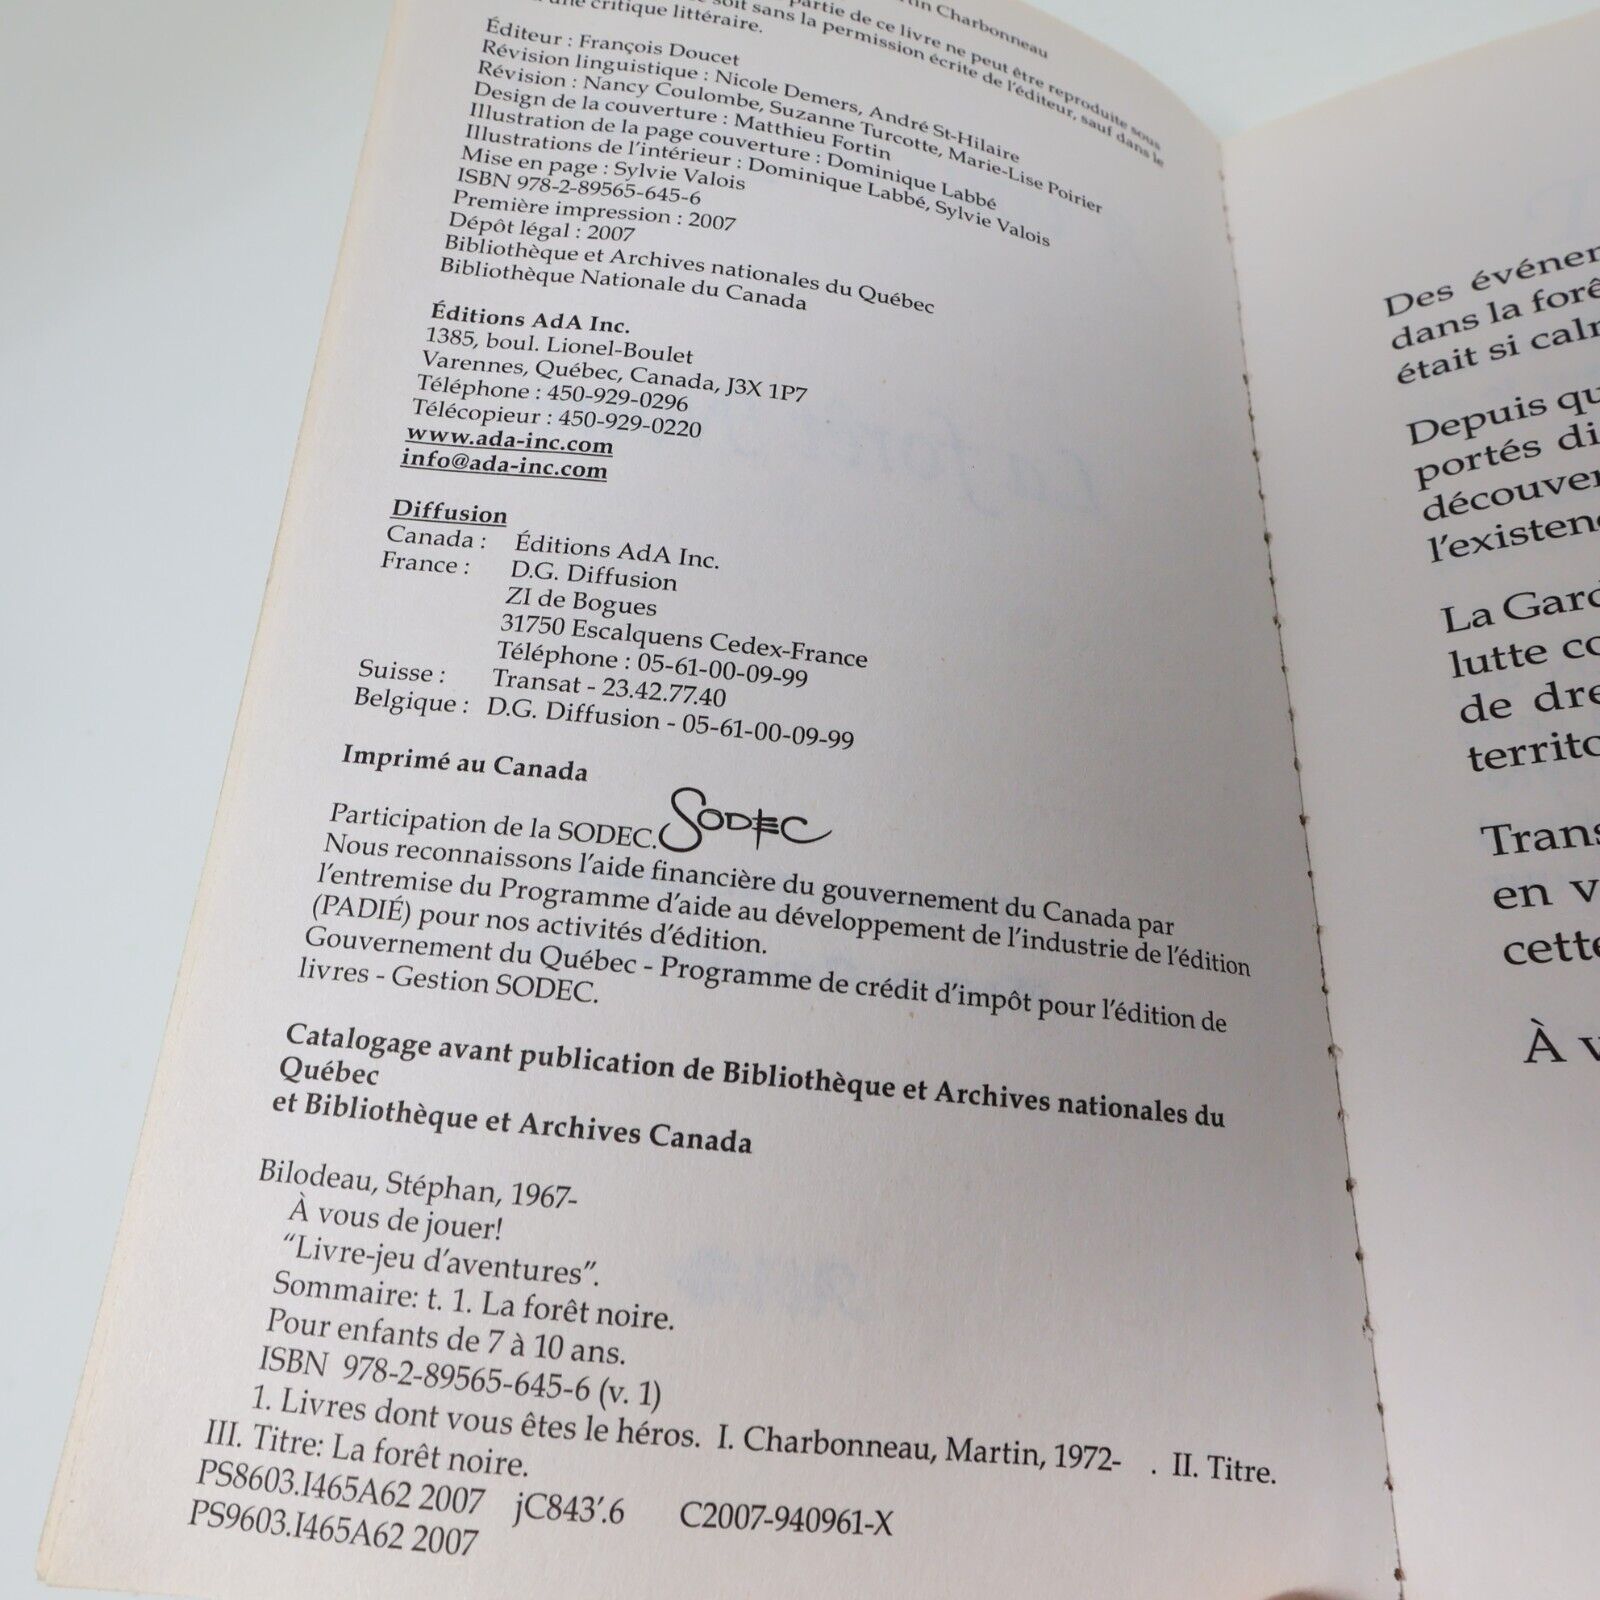 rtin Charbonneau
partie de ce livre ne peut être reproduite sous
soit sans la permission écrite de l'éditeur, sauf dans le
une critique littéraire.
Éditeur : François Doucet
Révision linguistique : Nicole Demers, André St-Hilaire
Révision : Nancy Coulombe, Suzanne Turcotte, Marie-Lise Poirier
Design de la couverture : Matthieu Fortin
Illustration de la page couverture : Dominique Labbé
Illustrations de l'intérieur : Dominique Labbé, Sylvie Valois
Mise en page : Sylvie Valois
ISBN 978-2-89565-645-6
Première impression : 2007
Dépôt légal : 2007
Bibliothèque et Archives nationales du Québec
Bibliothèque Nationale du Canada
Éditions AdA Inc.
1385, boul. Lionel-Boulet
Varennes, Québec, Canada, J3X 1P7
Téléphone : 450-929-0296
Télécopieur : 450-929-0220
www.ada-inc.com
info@ada-inc.com
Diffusion
Canada : Éditions AdA Inc.
France : D.G. Diffusion
ZI de Bogues
31750 Escalquens Cedex-France
Téléphone : 05-61-00-09-99
Suisse : Transat - 23.42.77.40
Belgique : D.G. Diffusion - 05-61-00-09-99
Imprimé au Canada
Participation de la SODEC. SODEC
Nous reconnaissons l'aide financière du gouvernement du Canada par
l'entremise du Programme d'aide au développement de l'industrie de l'édition
(PADIÉ) pour nos activités d'édition.
Gouvernement du Québec - Programme de crédit d'impôt pour l'édition de
livres - Gestion SODEC.
Catalogage avant publication de Bibliothèque et Archives nationales du
Québec
et Bibliothèque et Archives Canada
Bilodeau, Stéphan, 1967-
À vous de jouer!
"Livre-jeu d'aventures".
Sommaire: t. 1. La forêt noire.
Pour enfants de 7 à 10 ans.
ISBN 978-2-89565-645-6 (v. 1)
1. Livres dont vous êtes le héros. I. Charbonneau, Martin, 1972- . II. Titre.
III. Titre: La forêt noire.
PS8603.I465A62 2007 jC843'.6 C2007-940961-X
PS9603.I465A62 2007
Des événem
dans la forê
était si calm
Depuis qu
portés di
découver
l'existenc
La Gard
lutte co
de dre
territo
Trans
en v
cette
À v